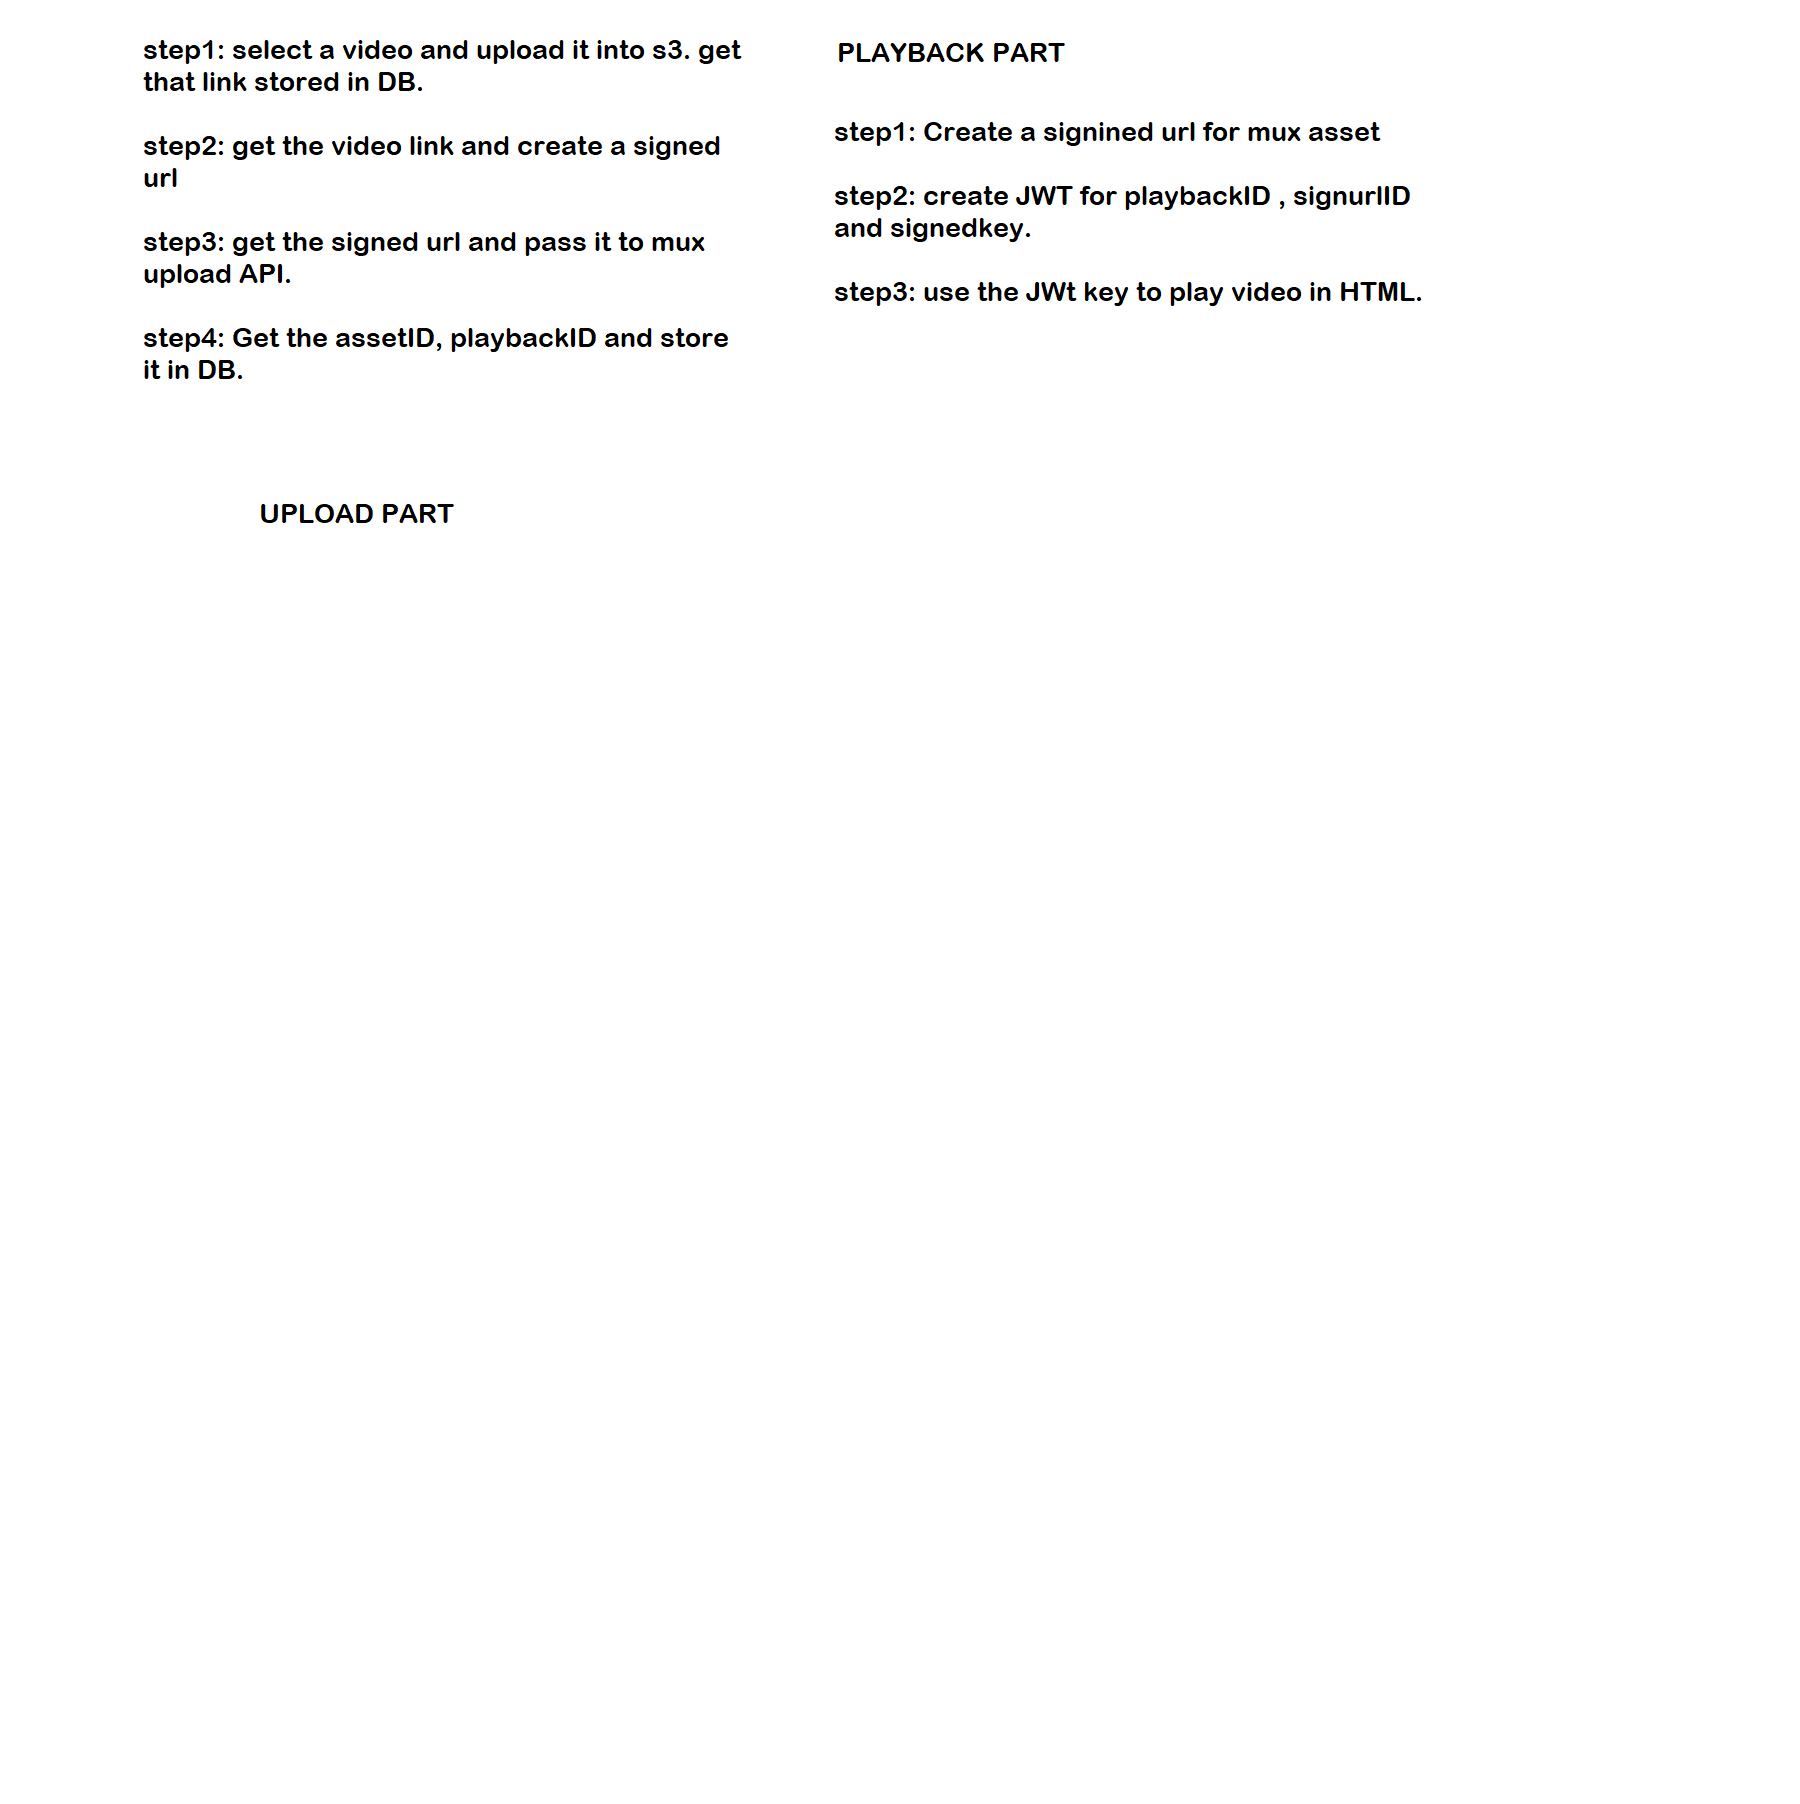 step1: select a video and upload it into s3. get
that link stored in DB.
step2: get the video link and create a signed
url
step3: get the signed url and pass it to mux
upload API.
step4: Get the assetID, playbackID and store
it in DB.
UPLOAD PART
PLAYBACK PART
step1: Create a signined url for mux asset
step2: create JWT for playbackID , signurlID
and signedkey.
step3: use the JWt key to play video in HTML.